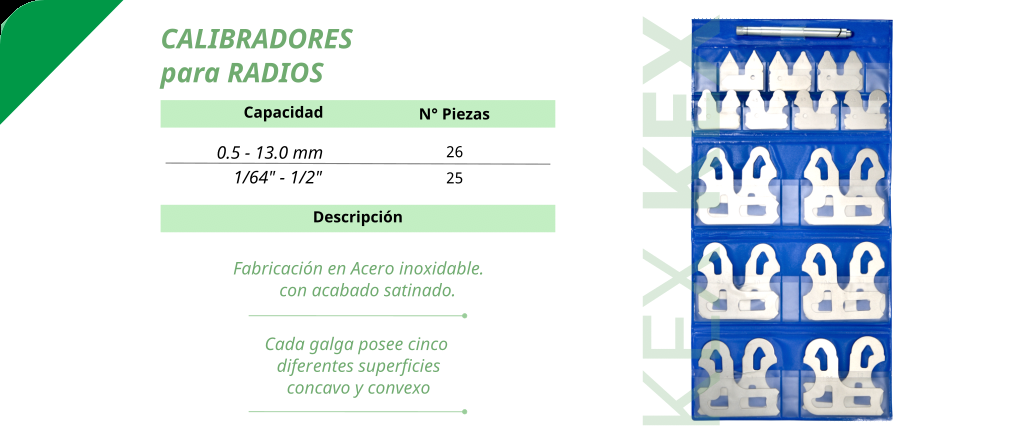 CALIBRADORES
para RADIOS
Capacidad N° Piezas
0.5 - 13.0 mm 26
1/64" - 1/2" 25
Descripción
Fabricación en Acero inoxidable.
con acabado satinado.
Cada galga posee cinco
diferentes superficies
concavo y convexo
KEX KEX